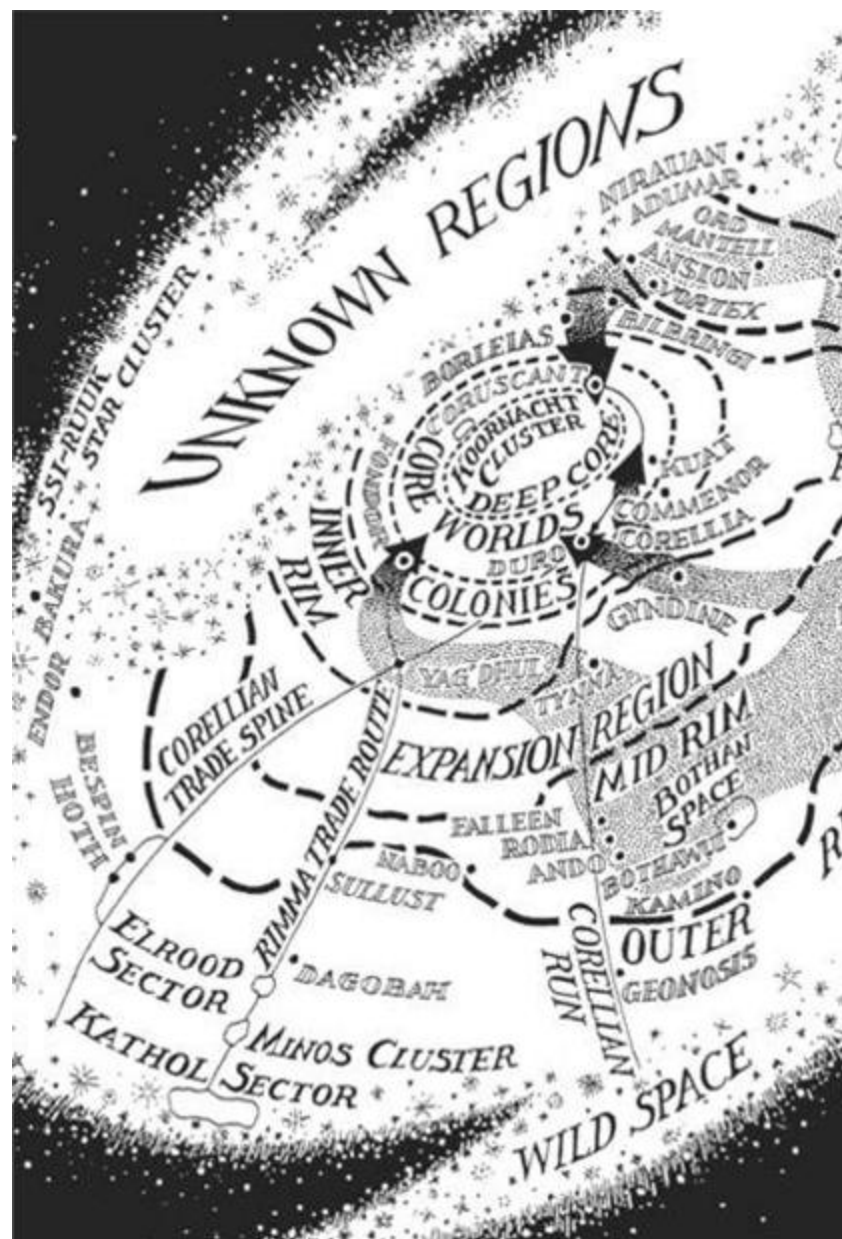 UNKNOWN REGIONS
NIRAUAN
ADUMAR
ORD
MANTELL
ANSION
VORTEX
BILBRINGI
SSI-RUUK
STAR CLUSTER
BORLEIAS
CORUSCANT
KOORNACHT
CLUSTER
DEEP CORE
CORE
WORLDS
FONDOR
KUAT
COMMENOR
CORELLIA
INNER
RIM
DURO
COLONIES
GYNDINE
BAKURA
ENDOR
YAG'DHUL
TYNNA
CORELLIAN
TRADE SPINE
RIMMA TRADE ROUTE
EXPANSION REGION
MID RIM
BOTHAN
SPACE
BESPIN
HOTH
FALLEEN
RODIA
ANDO
BOTHAWUI
KAMINO
NABOO
SULLUST
OUTER
CORELLIAN
RUN
GEONOSIS
ELROOD
SECTOR
DAGOBAH
MINOS CLUSTER
KATHOL SECTOR
WILD SPACE